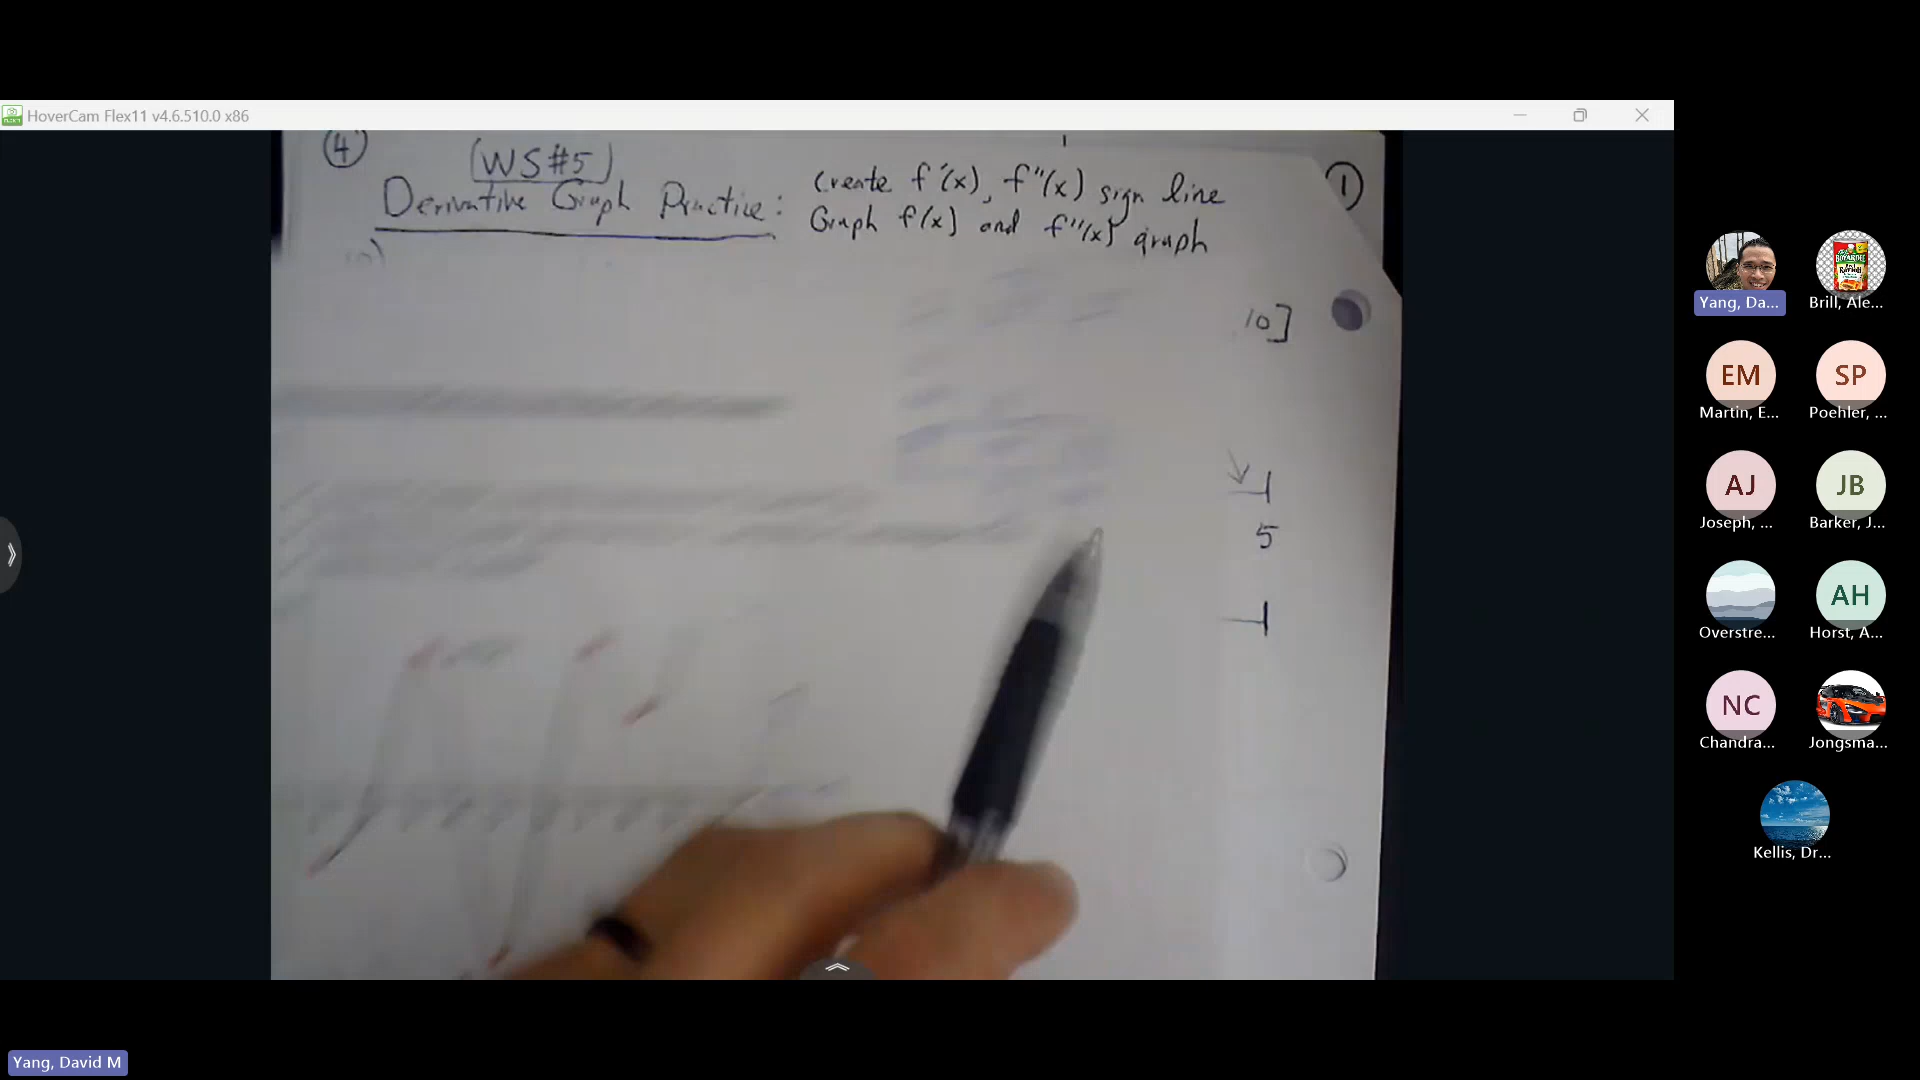 HoverCam Flex11 v4.6.510.0 x86
4
1
(WS#5)
Derivative Graph Practice:
Create f'(x), f''(x) sign line
Graph f(x) and f''(x) graph
10]
5
Yang, Da...
Brill, Ale...
EM
SP
Martin, E...
Poehler, ...
AJ
JB
Joseph, ...
Barker, J...
AH
Overstre...
Horst, A...
NC
Chandra...
Jongsma...
Kellis, Dr...
Yang, David M